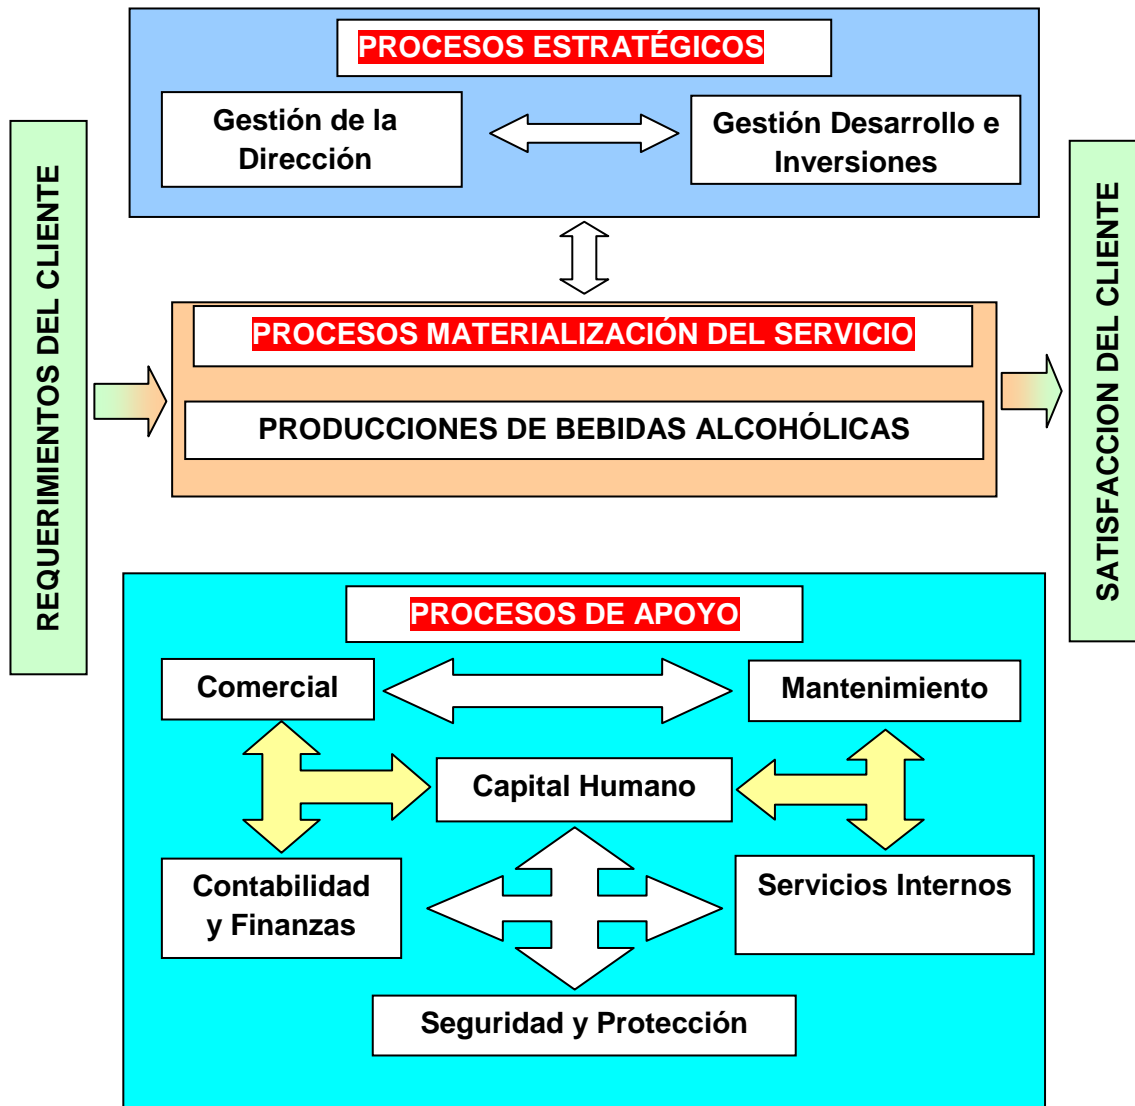 PROCESOS ESTRATÉGICOS
Gestión de la
Dirección
Gestión Desarrollo e
Inversiones
REQUERIMIENTOS DEL CLIENTE
PROCESOS MATERIALIZACIÓN DEL SERVICIO
PRODUCCIONES DE BEBIDAS ALCOHÓLICAS
SATISFACCION DEL CLIENTE
PROCESOS DE APOYO
Comercial
Mantenimiento
Capital Humano
Contabilidad
y Finanzas
Servicios Internos
Seguridad y Protección